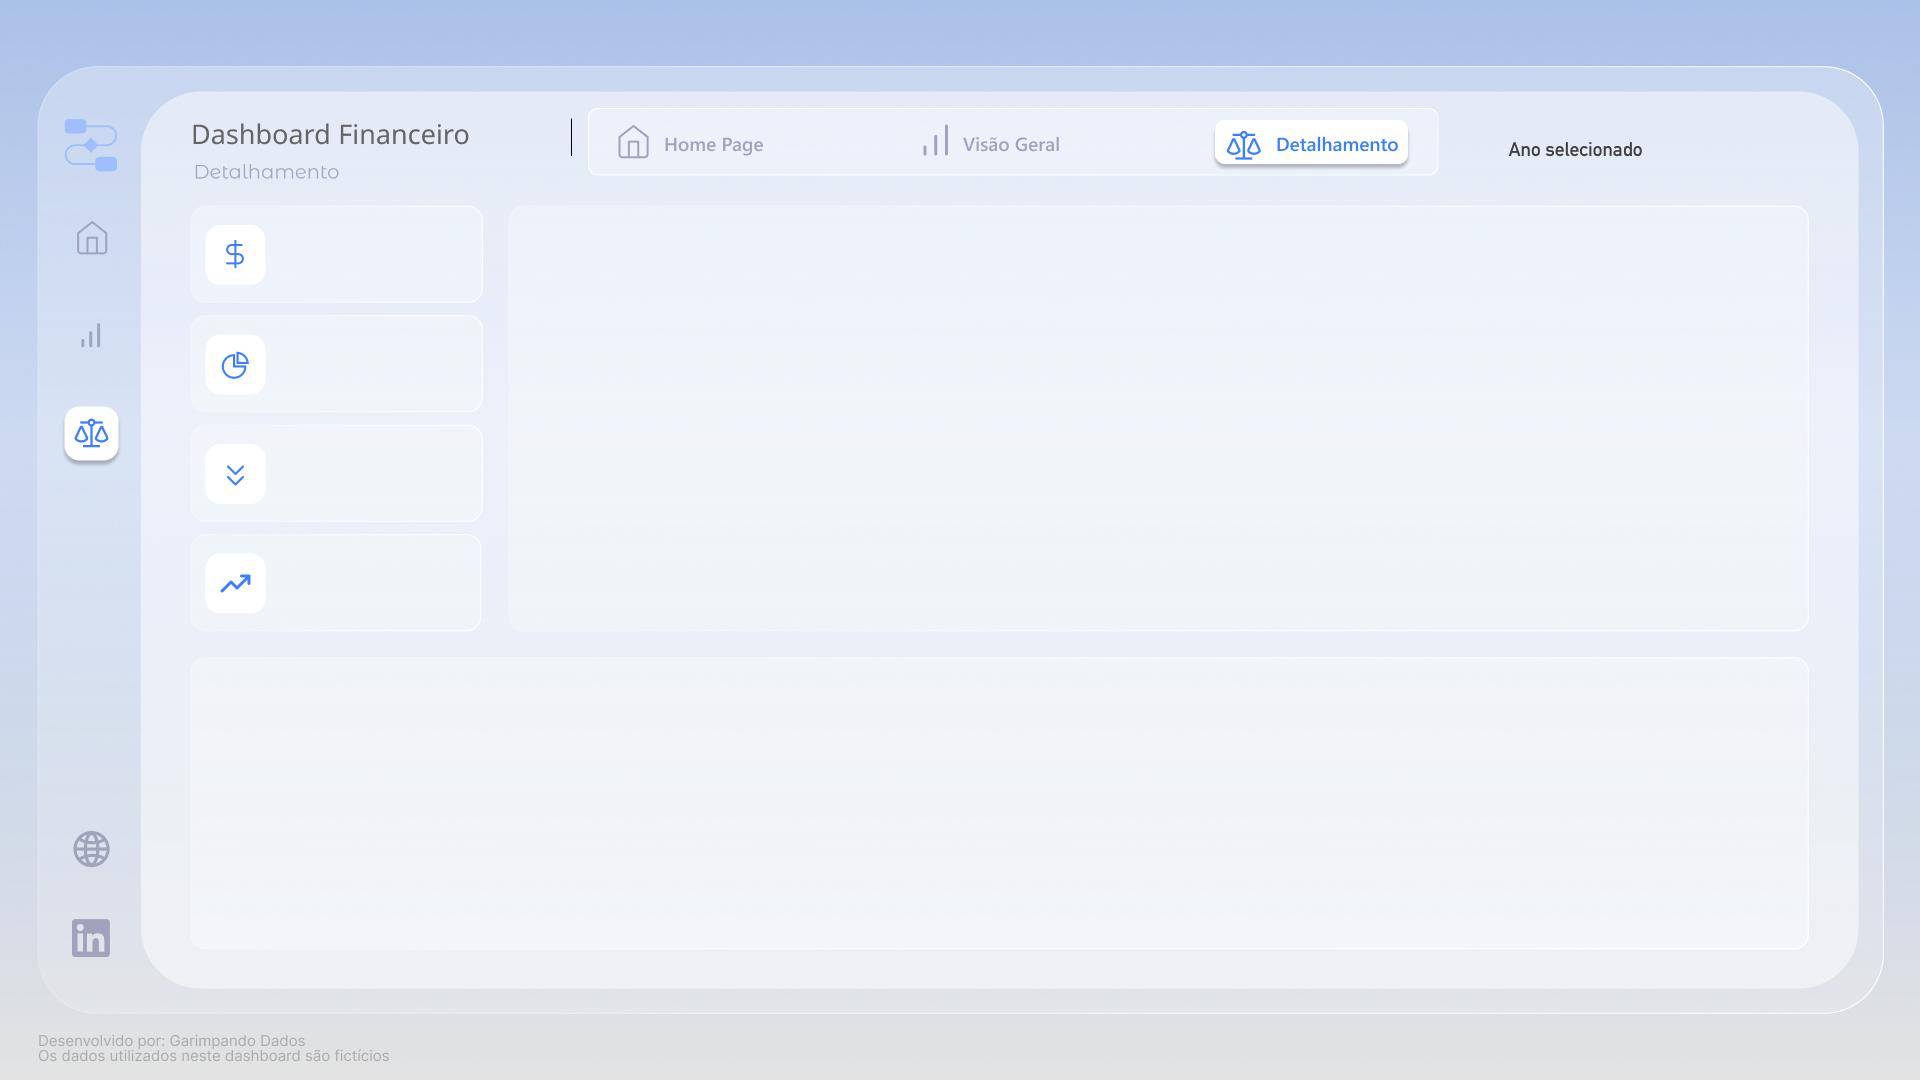 Dashboard Financeiro
Detalhamento
Home Page
Visão Geral
Detalhamento
Ano selecionado
in
Desenvolvido por: Garimpando Dados
Os dados utilizados neste dashboard são fictícios